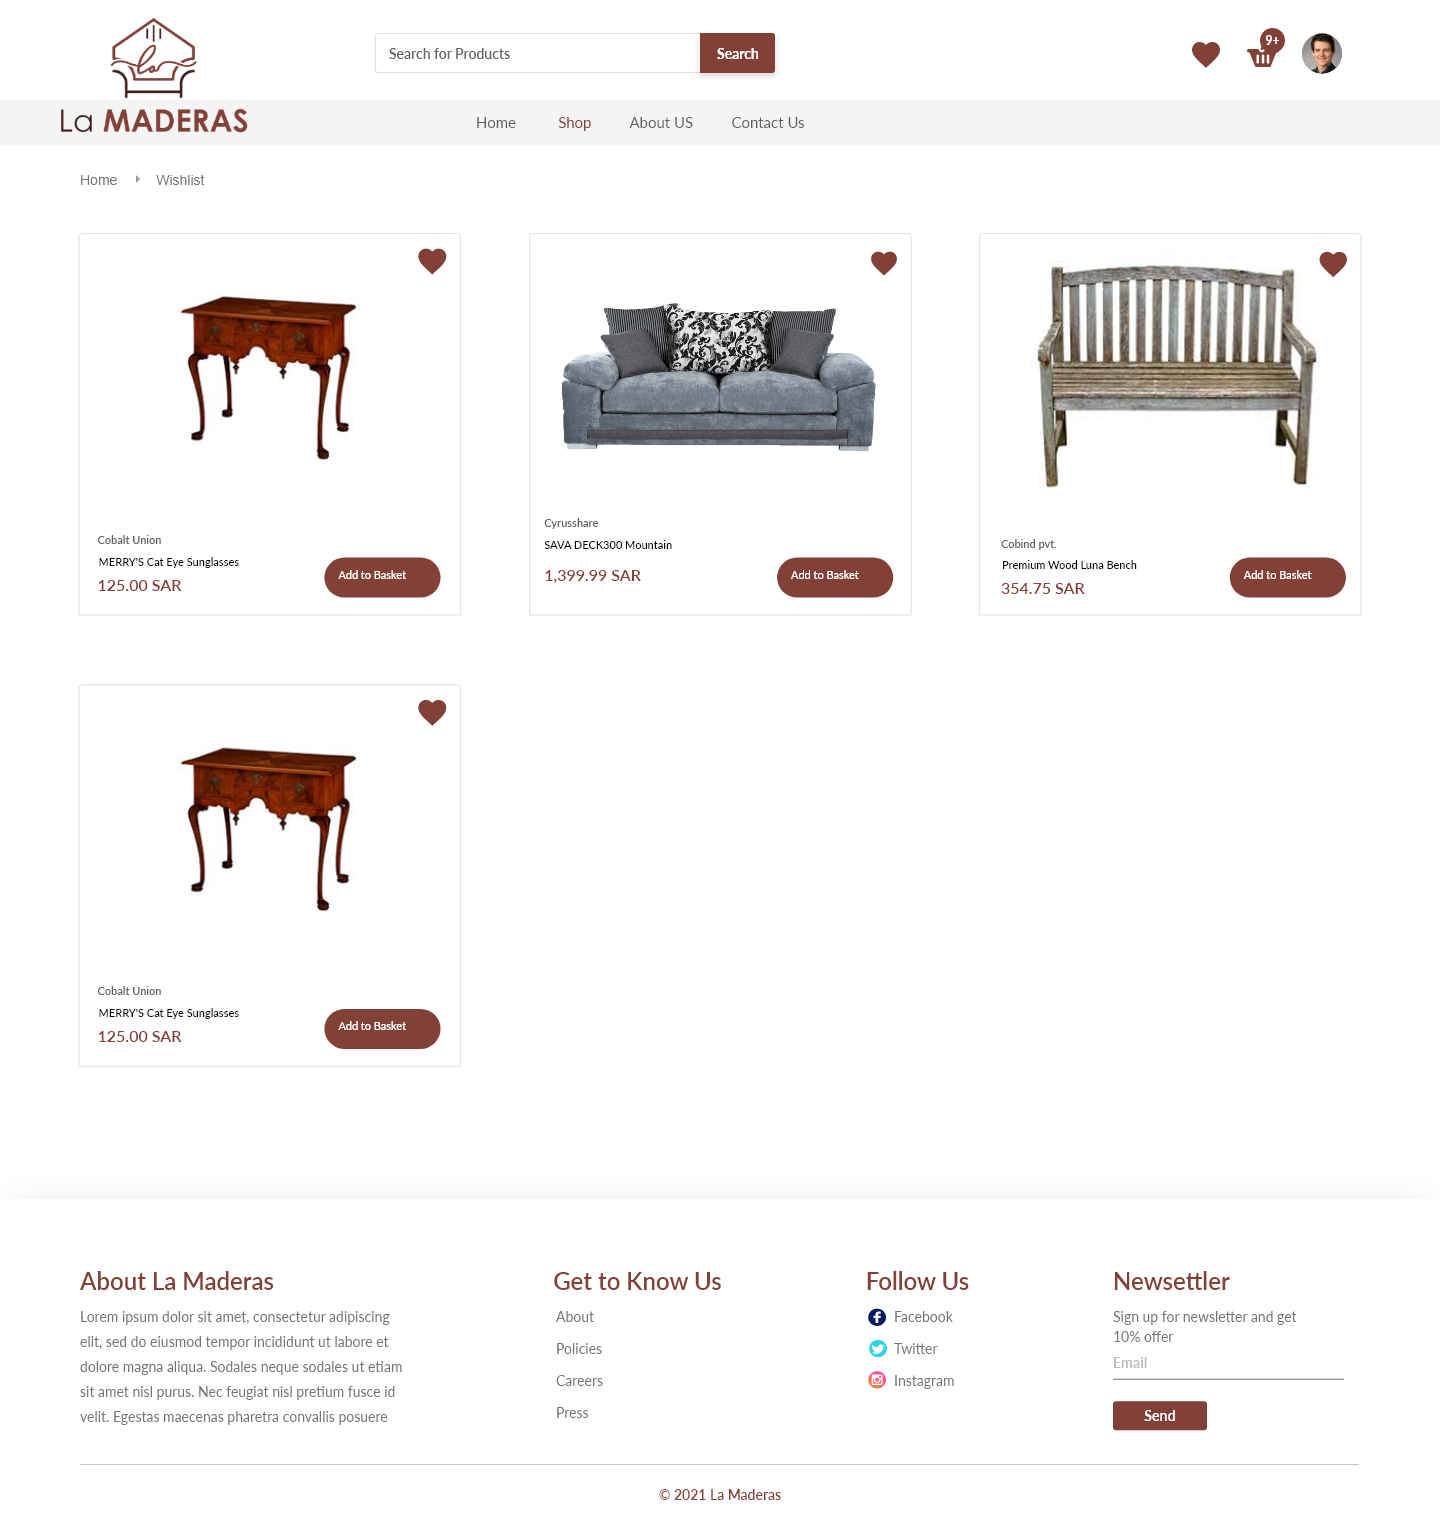 Search for Products
Search
9+
La MADERAS
Home
Shop
About US
Contact Us
Home
Wishlist
Cobalt Union
MERRY'S Cat Eye Sunglasses
125.00 SAR
Add to Basket
Cyrusshare
SAVA DECK300 Mountain
1,399.99 SAR
Add to Basket
Cobind pvt.
Premium Wood Luna Bench
354.75 SAR
Add to Basket
Cobalt Union
MERRY'S Cat Eye Sunglasses
125.00 SAR
Add to Basket
About La Maderas
Lorem ipsum dolor sit amet, consectetur adipiscing
elit, sed do eiusmod tempor incididunt ut labore et
dolore magna aliqua. Sodales neque sodales ut etiam
sit amet nisl purus. Nec feugiat nisl pretium fusce id
velit. Egestas maecenas pharetra convallis posuere
Get to Know Us
About
Policies
Careers
Press
Follow Us
Facebook
Twitter
Instagram
Newsettler
Sign up for newsletter and get
10% offer
Email
Send
© 2021 La Maderas